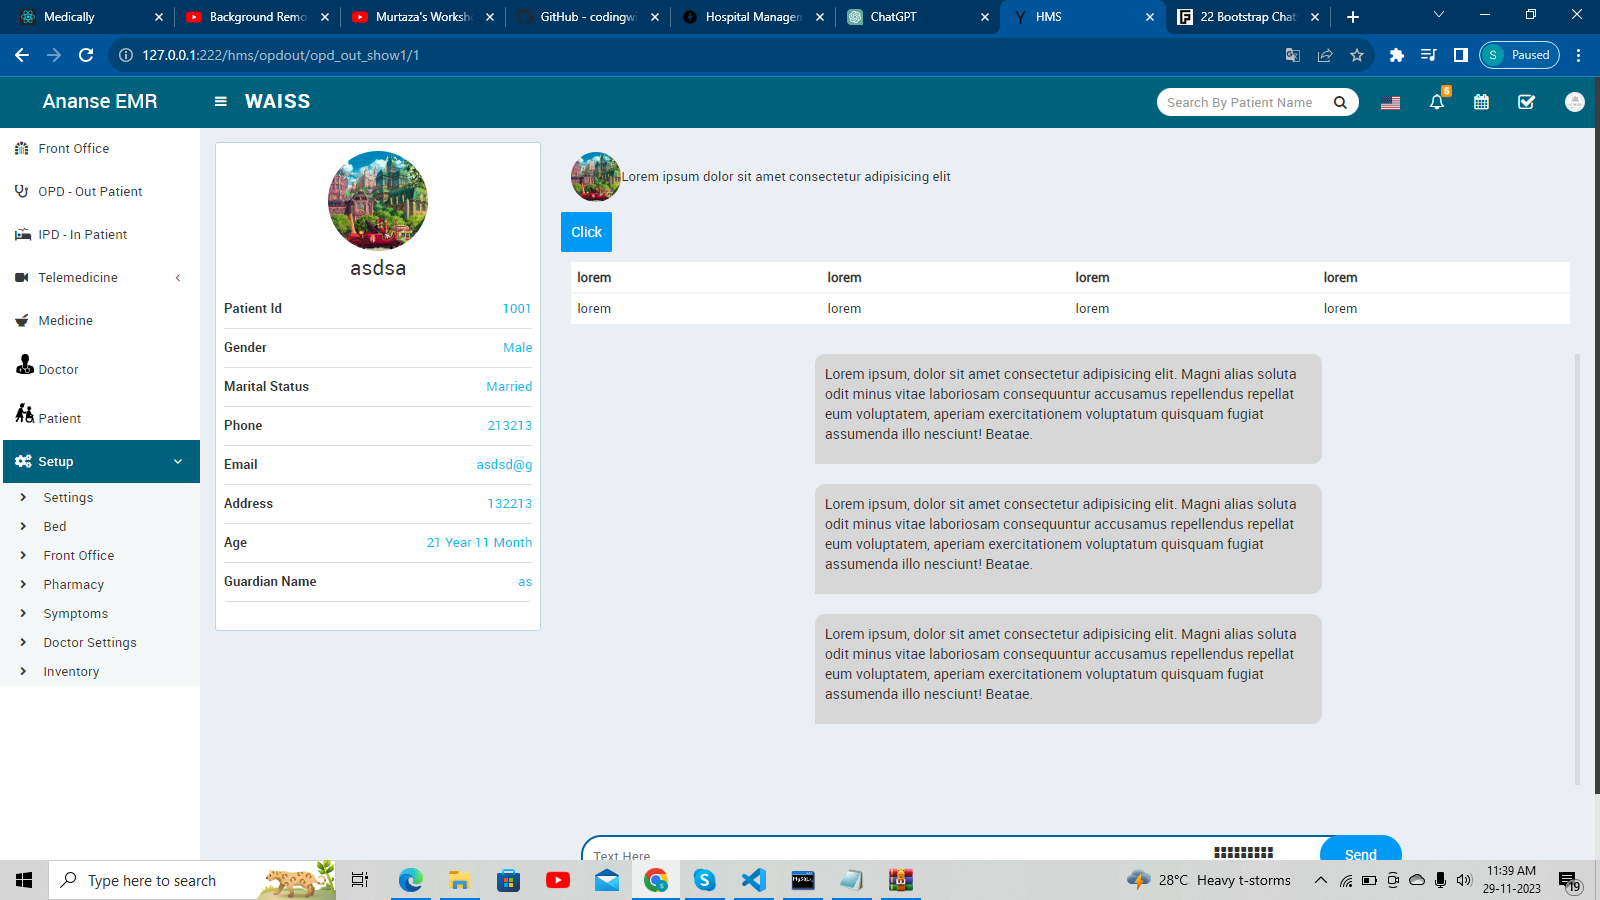 Medically
Background Remo
Murtaza's Worksho
GitHub - codingwi
Hospital Managem
ChatGPT
HMS
22 Bootstrap Chat
127.0.0.1:222/hms/opdout/opd_out_show1/1
S
Paused
Ananse EMR
WAISS
Search By Patient Name
5
Front Office
OPD - Out Patient
IPD - In Patient
Telemedicine
Medicine
Doctor
Patient
Setup
Settings
Bed
Front Office
Pharmacy
Symptoms
Doctor Settings
Inventory
asdsa
Patient Id 1001
Gender Male
Marital Status Married
Phone 213213
Email asdsd@g
Address 132213
Age 21 Year 11 Month
Guardian Name as
Lorem ipsum dolor sit amet consectetur adipisicing elit
Click
lorem lorem lorem lorem
lorem lorem lorem lorem
Lorem ipsum, dolor sit amet consectetur adipisicing elit. Magni alias soluta
odit minus vitae laboriosam consequuntur accusamus repellendus repellat
eum voluptatem, aperiam exercitationem voluptatum quisquam fugiat
assumenda illo nesciunt! Beatae.
Lorem ipsum, dolor sit amet consectetur adipisicing elit. Magni alias soluta
odit minus vitae laboriosam consequuntur accusamus repellendus repellat
eum voluptatem, aperiam exercitationem voluptatum quisquam fugiat
assumenda illo nesciunt! Beatae.
Lorem ipsum, dolor sit amet consectetur adipisicing elit. Magni alias soluta
odit minus vitae laboriosam consequuntur accusamus repellendus repellat
eum voluptatem, aperiam exercitationem voluptatum quisquam fugiat
assumenda illo nesciunt! Beatae.
Text Here
Send
Type here to search
28°C Heavy t-storms
11:39 AM
29-11-2023
19